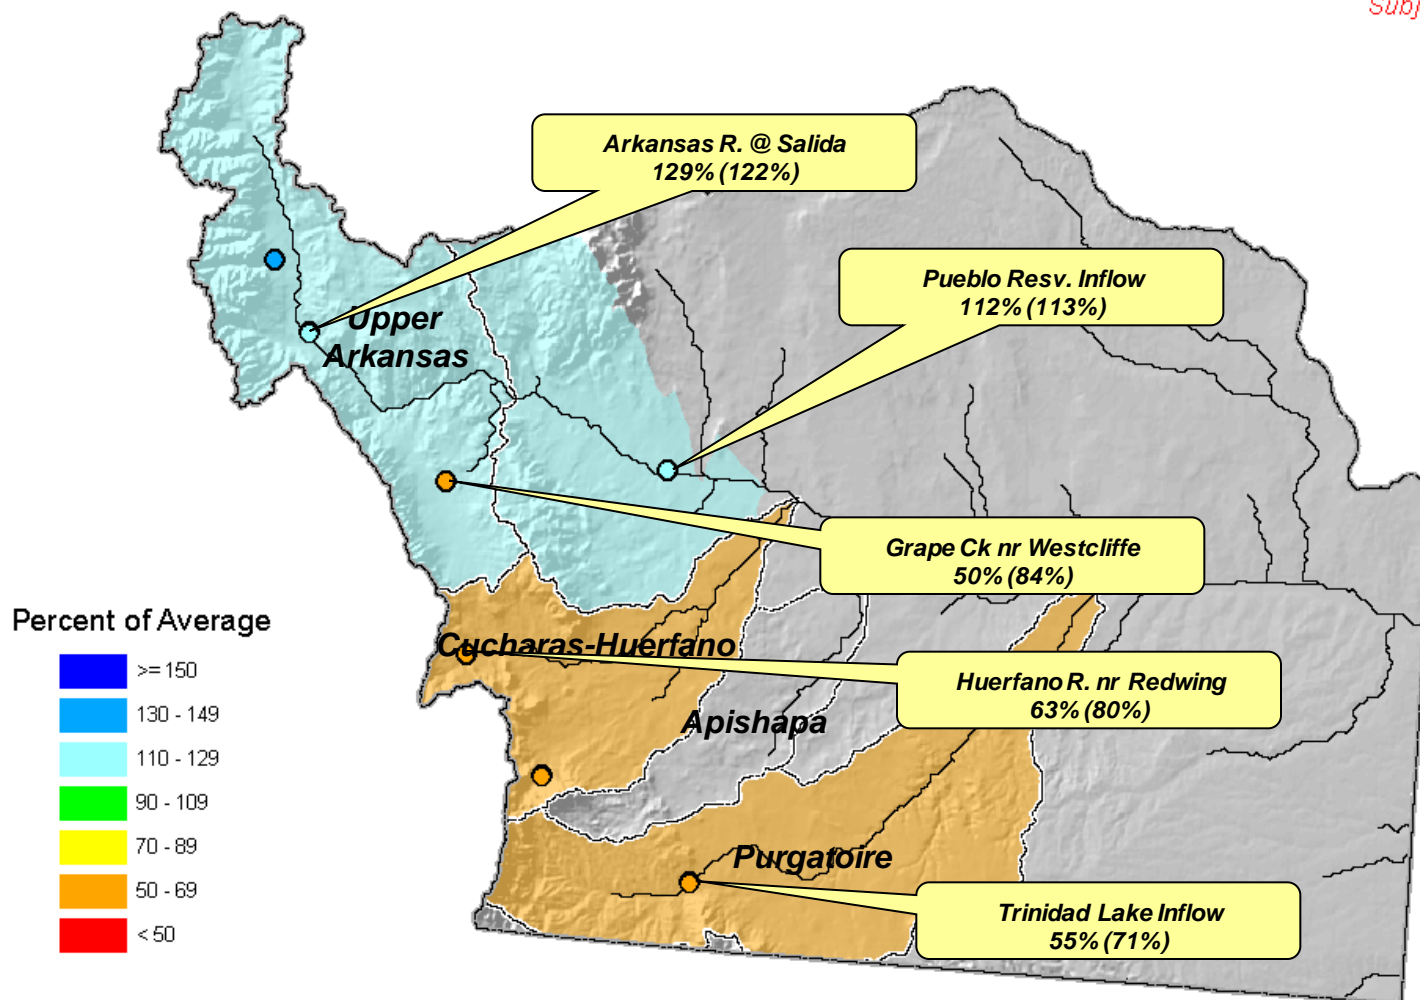 Subj
Arkansas R. @ Salida
129% (122%)
Pueblo Resv. Inflow
112% (113%)
Upper
Arkansas
Grape Ck nr Westcliffe
50% (84%)
Percent of Average
>= 150
130 - 149
110 - 129
90 - 109
70 - 89
50 - 69
< 50
Cucharas-Huerfano
Huerfano R. nr Redwing
63% (80%)
Apishapa
Purgatoire
Trinidad Lake Inflow
55% (71%)